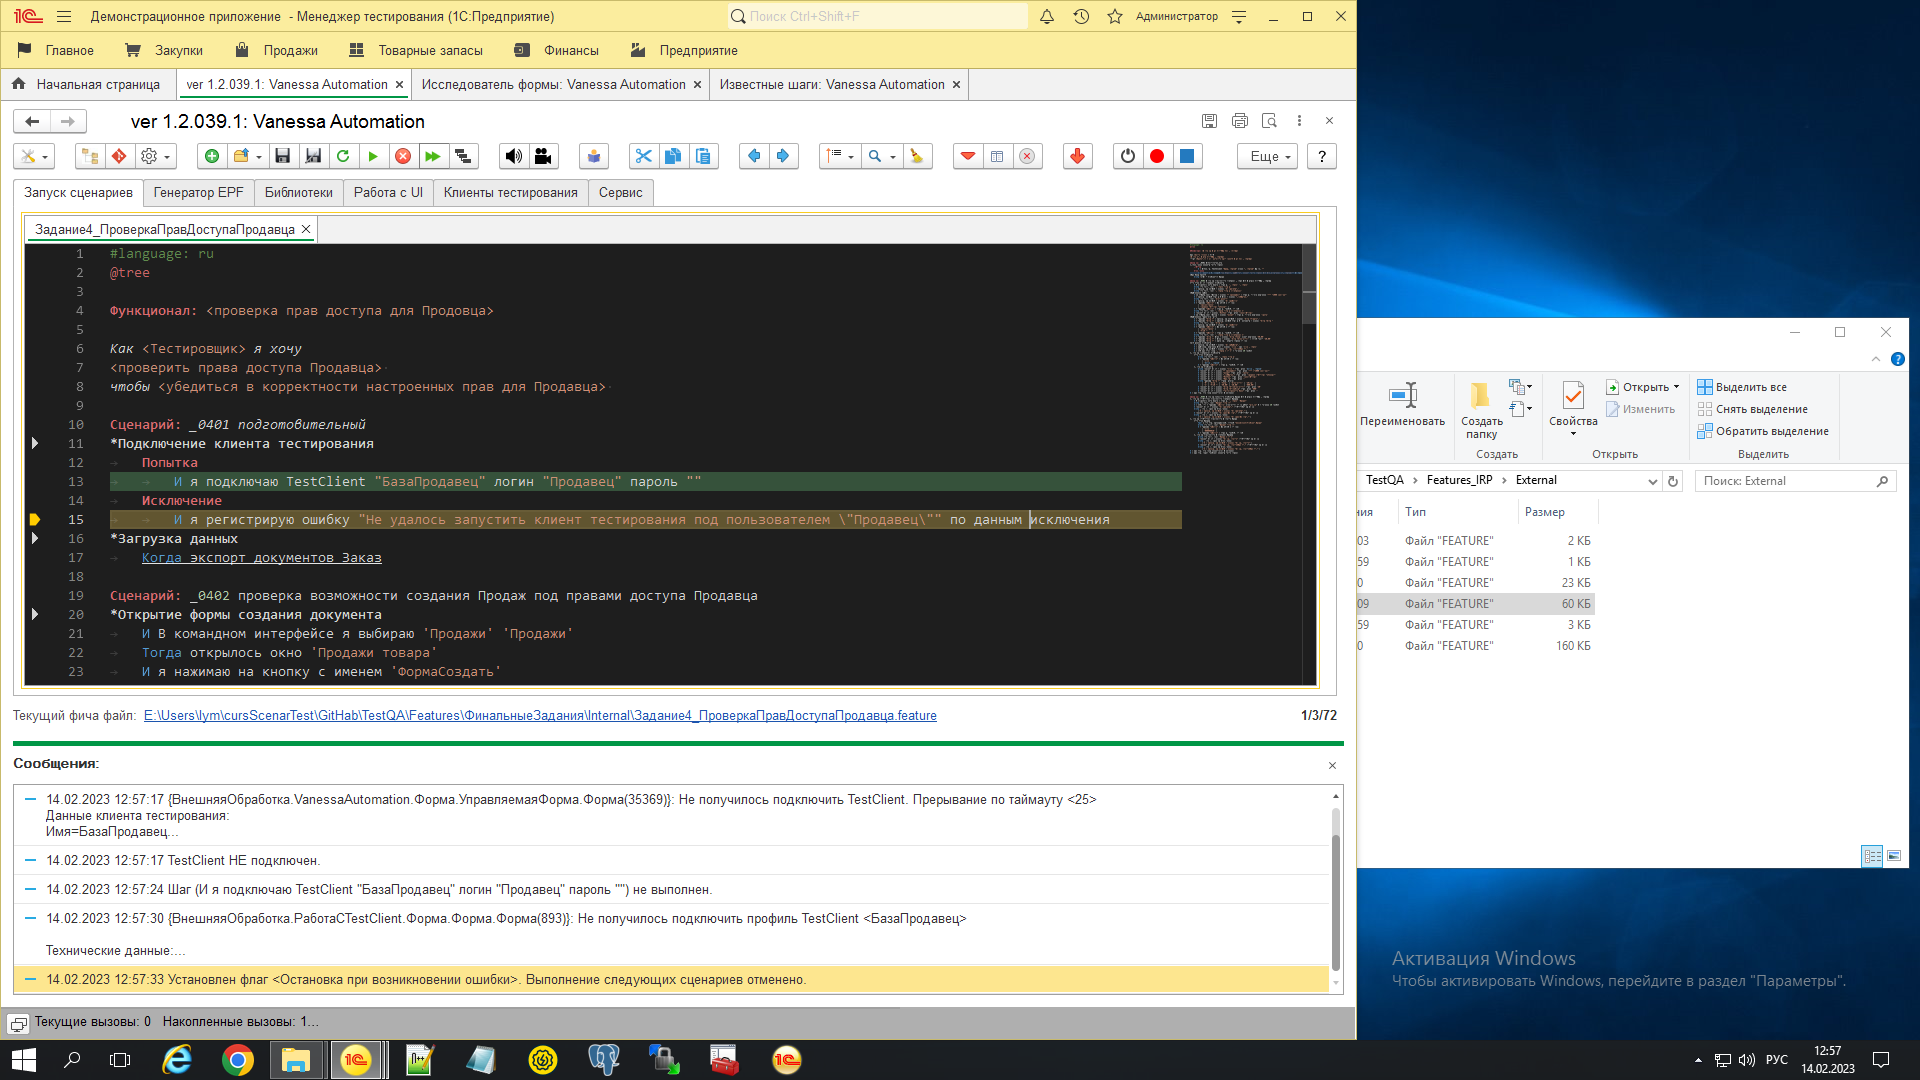 Демонстрационное приложение - Менеджер тестирования (1С:Предприятие)
Поиск Ctrl+Shift+F
Администратор
Главное
Закупки
Продажи
Товарные запасы
Финансы
Предприятие
Начальная страница
ver 1.2.039.1: Vanessa Automation ×
Исследователь формы: Vanessa Automation ×
Известные шаги: Vanessa Automation ×
ver 1.2.039.1: Vanessa Automation
Еще
?
Запуск сценариев
Генератор EPF
Библиотеки
Работа с UI
Клиенты тестирования
Сервис
Задание4_ПроверкаПравДоступаПродавца ×
1 #language: ru
2 @tree
3
4 Функционал: <проверка прав доступа для Продовца>
5
6 Как <Тестировщик> я хочу
7 <проверить права доступа Продавца>
8 чтобы <убедиться в корректности настроенных прав для Продавца>
9
10 Сценарий: _0401 подготовительный
11 *Подключение клиента тестирования
12 Попытка
13 И я подключаю TestClient "БазаПродавец" логин "Продавец" пароль ""
14 Исключение
15 И я регистрирую ошибку "Не удалось запустить клиент тестирования под пользователем \"Продавец\"" по данным исключения
16 *Загрузка данных
17 Когда экспорт документов Заказ
18
19 Сценарий: _0402 проверка возможности создания Продаж под правами доступа Продавца
20 *Открытие формы создания документа
21 И В командном интерфейсе я выбираю 'Продажи' 'Продажи'
22 Тогда открылось окно 'Продажи товара'
23 И я нажимаю на кнопку с именем 'ФормаСоздать'
Текущий фича файл: E:\Users\lym\cursScenarTest\GitHab\TestQA\Features\ФинальныеЗадания\Internal\Задание4_ПроверкаПравДоступаПродавца.feature
1/3/72
Сообщения:
14.02.2023 12:57:17 {ВнешняяОбработка.VanessaAutomation.Форма.УправляемаяФорма.Форма(35369)}: Не получилось подключить TestClient. Прерывание по таймауту <25>
Данные клиента тестирования:
Имя=БазаПродавец...
14.02.2023 12:57:17 TestClient НЕ подключен.
14.02.2023 12:57:24 Шаг (И я подключаю TestClient "БазаПродавец" логин "Продавец" пароль "") не выполнен.
14.02.2023 12:57:30 {ВнешняяОбработка.РаботаСTestClient.Форма.Форма.Форма(893)}: Не получилось подключить профиль TestClient <БазаПродавец>
Технические данные:...
14.02.2023 12:57:33 Установлен флаг <Остановка при возникновении ошибки>. Выполнение следующих сценариев отменено.
Текущие вызовы: 0 Накопленные вызовы: 1...
Переименовать
Создать папку
Создать
Свойства
Открыть
Изменить
Открыть
Выделить все
Снять выделение
Обратить выделение
Выделить
TestQA > Features_IRP > External
Поиск: External
ния Тип Размер
03 Файл "FEATURE" 2 КБ
59 Файл "FEATURE" 1 КБ
0 Файл "FEATURE" 23 КБ
09 Файл "FEATURE" 60 КБ
59 Файл "FEATURE" 3 КБ
0 Файл "FEATURE" 160 КБ
Активация Windows
Чтобы активировать Windows, перейдите в раздел "Параметры".
РУС
12:57
14.02.2023